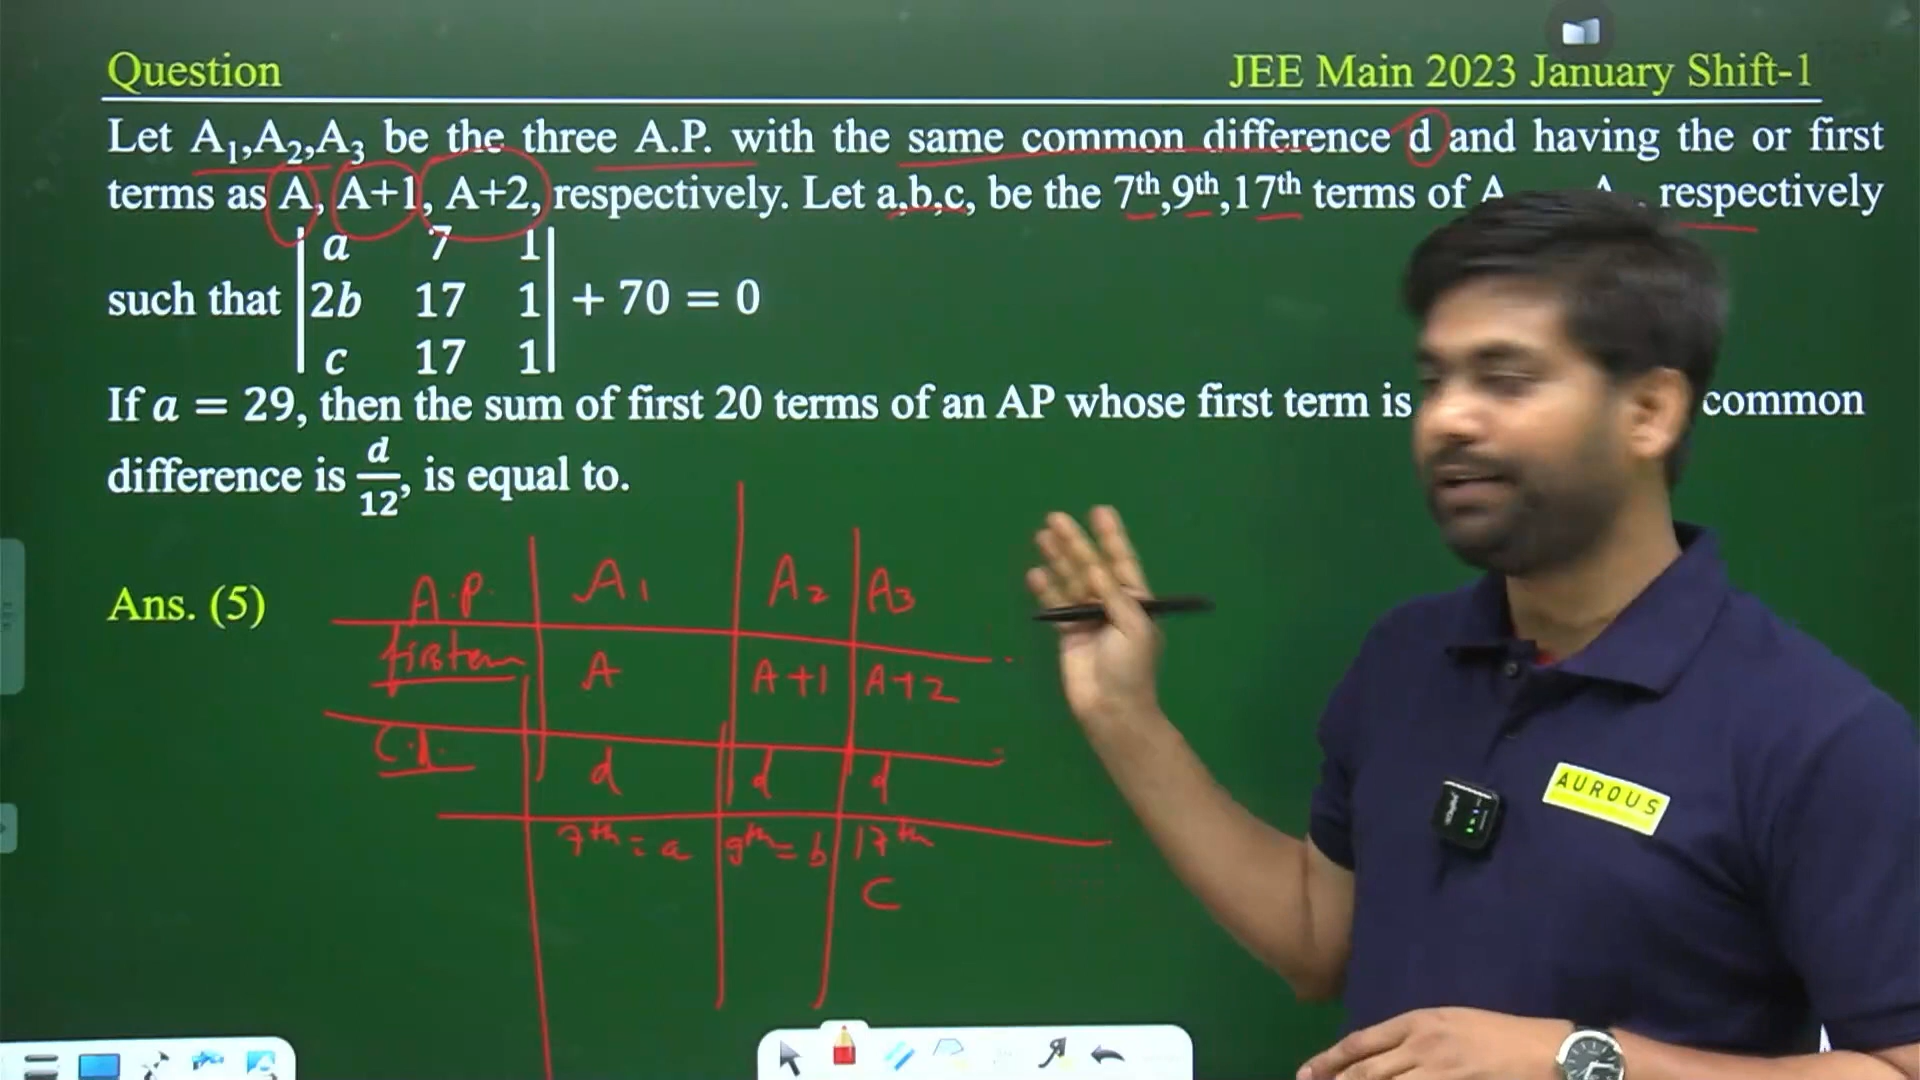 Question
JEE Main 2023 January Shift-1
Let A₁,A₂,A₃ be the three A.P. with the same common difference d and having the or first
terms as A, A+1, A+2, respectively. Let a,b,c, be the 7th,9th,17th terms of A respectively
such that |a 7 1|
|2b 17 1| + 70 = 0
|c 17 1|
If a = 29, then the sum of first 20 terms of an AP whose first term is common
difference is d/12, is equal to.
Ans. (5)
A.P. A₁ A₂ A₃
first term A A+1 A+2
C.d. d d d
7th = a 9th = b 17th
C
AUROUS